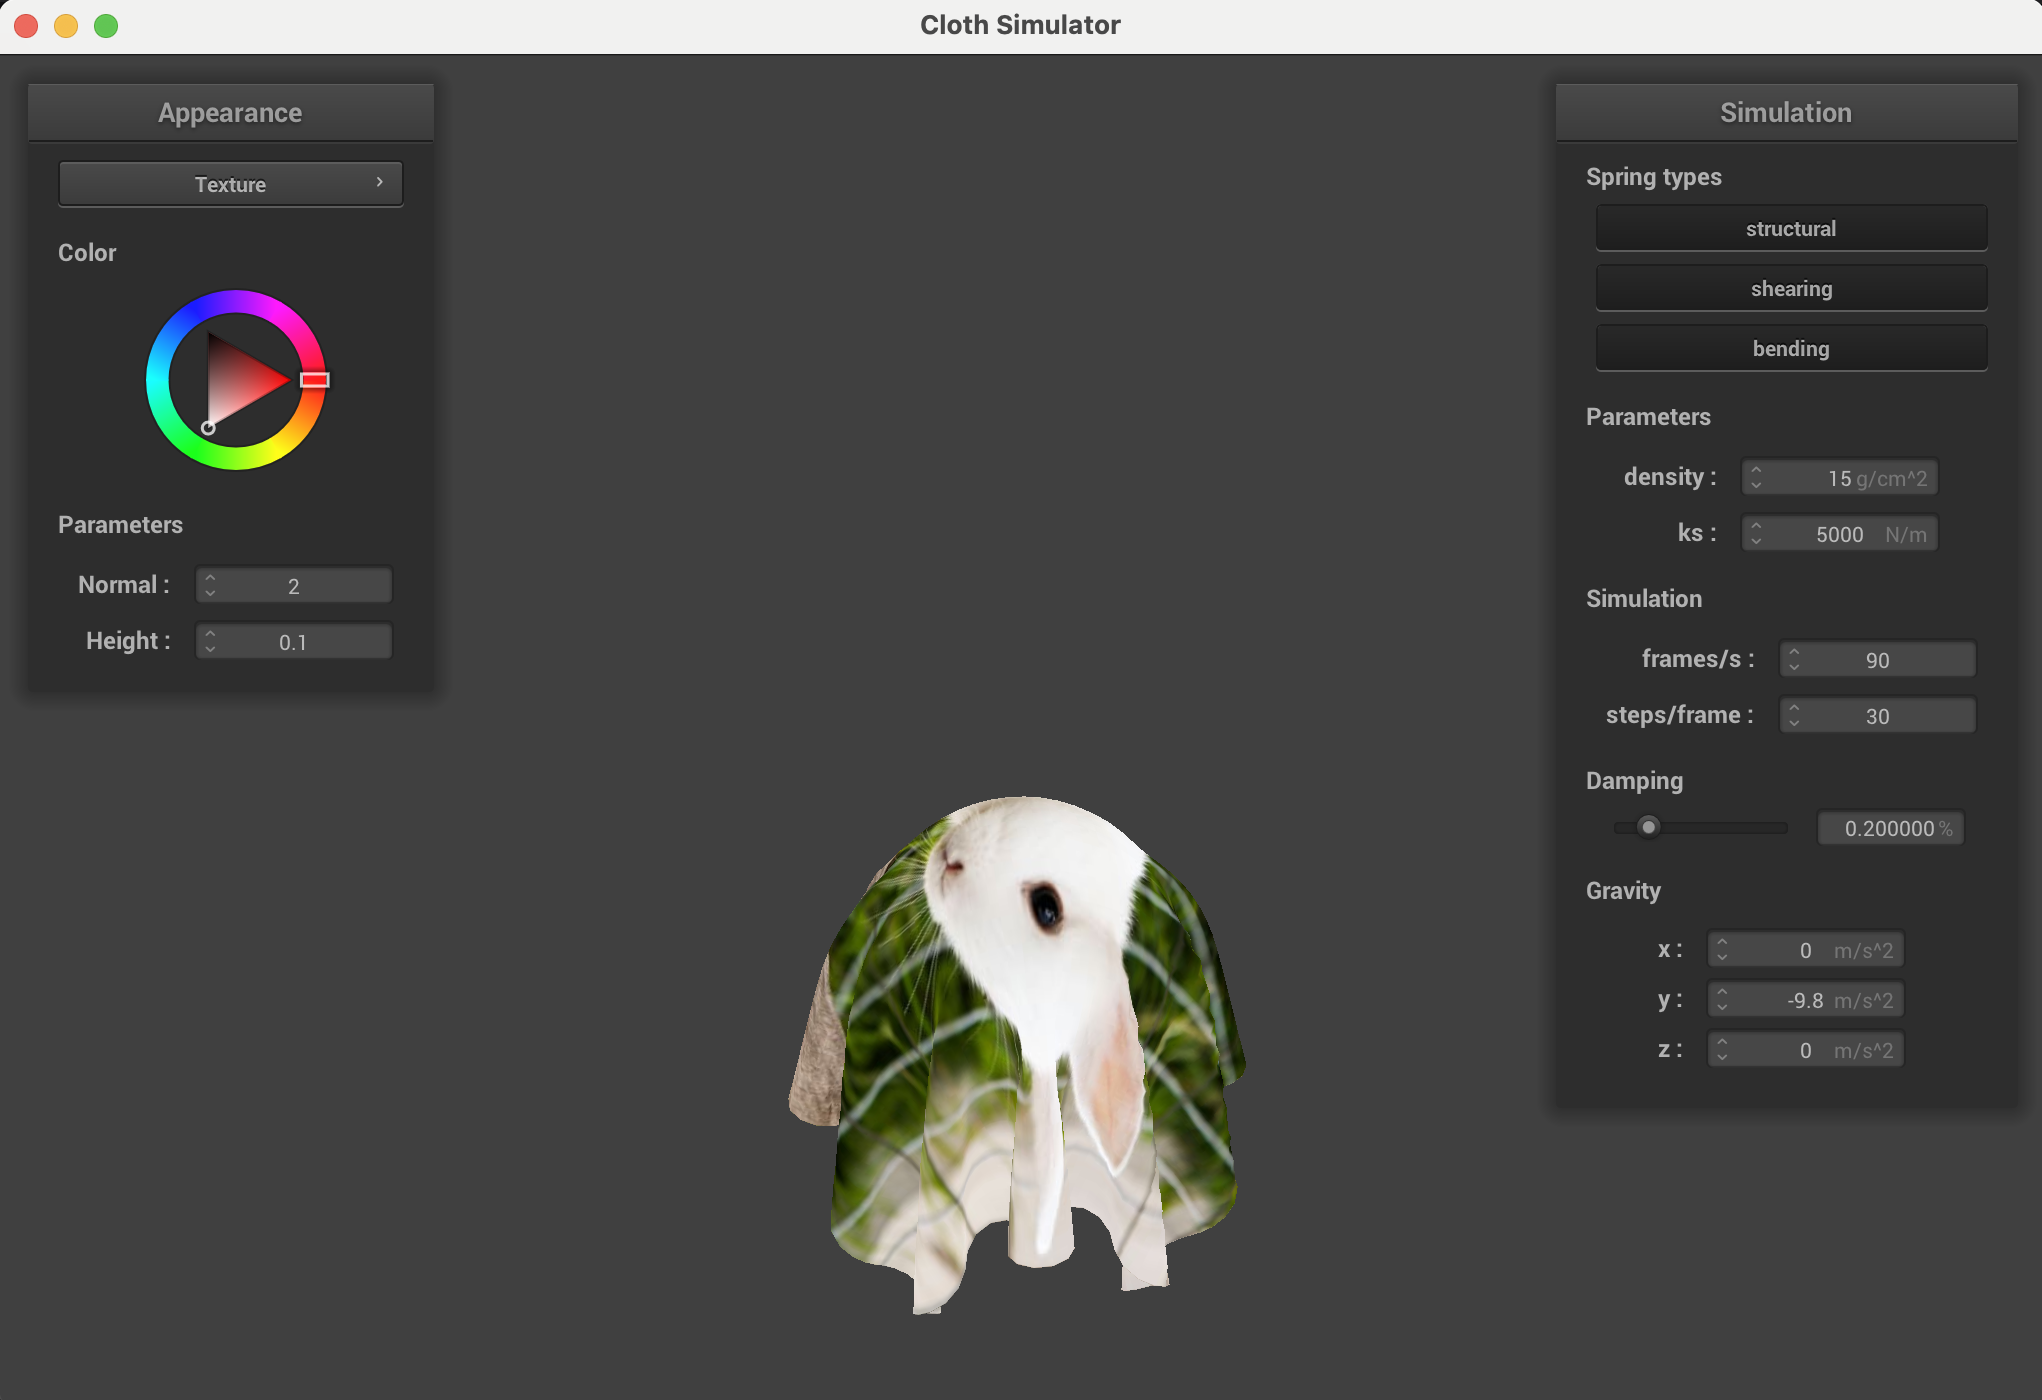 Cloth Simulator
Appearance
Texture
Color
Parameters
Normal : 2
Height : 0.1
Simulation
Spring types
structural
shearing
bending
Parameters
density : 15 g/cm^2
ks : 5000 N/m
Simulation
frames/s : 90
steps/frame : 30
Damping
0.200000 %
Gravity
x : 0 m/s^2
y : -9.8 m/s^2
z : 0 m/s^2